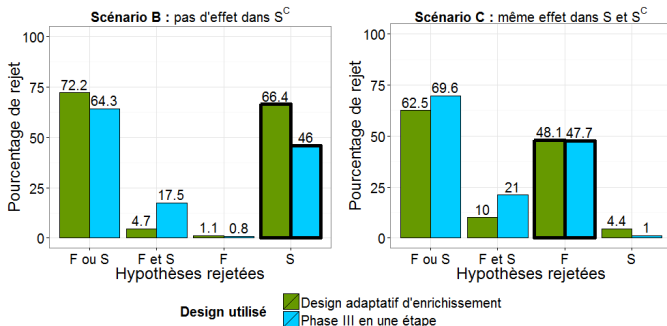 Scénario B : pas d'effet dans S^C
Pourcentage de rejet
100
75
50
25
0
72.2
64.3
4.7
17.5
1.1
0.8
66.4
46
F ou S
F et S
F
S
Hypothèses rejetées
Scénario C : même effet dans S et S^C
Pourcentage de rejet
100
75
50
25
0
62.5
69.6
10
21
48.1
47.7
4.4
1
F ou S
F et S
F
S
Hypothèses rejetées
Design utilisé
Design adaptatif d'enrichissement
Phase III en une étape